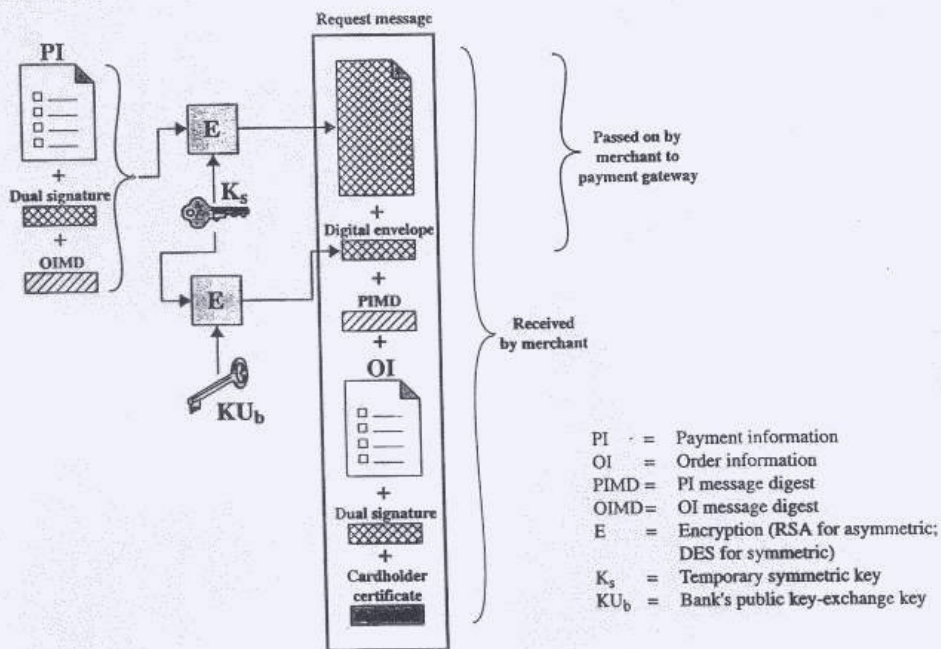 Request message
PI
+
Dual signature
+
OIMD
E
Ks
E
KUb
+
Digital envelope
+
PIMD
+
OI
+
Dual signature
+
Cardholder
certificate
Passed on by
merchant to
payment gateway
Received
by merchant
PI = Payment information
OI = Order information
PIMD = PI message digest
OIMD = OI message digest
E = Encryption (RSA for asymmetric;
DES for symmetric)
Ks = Temporary symmetric key
KUb = Bank's public key-exchange key